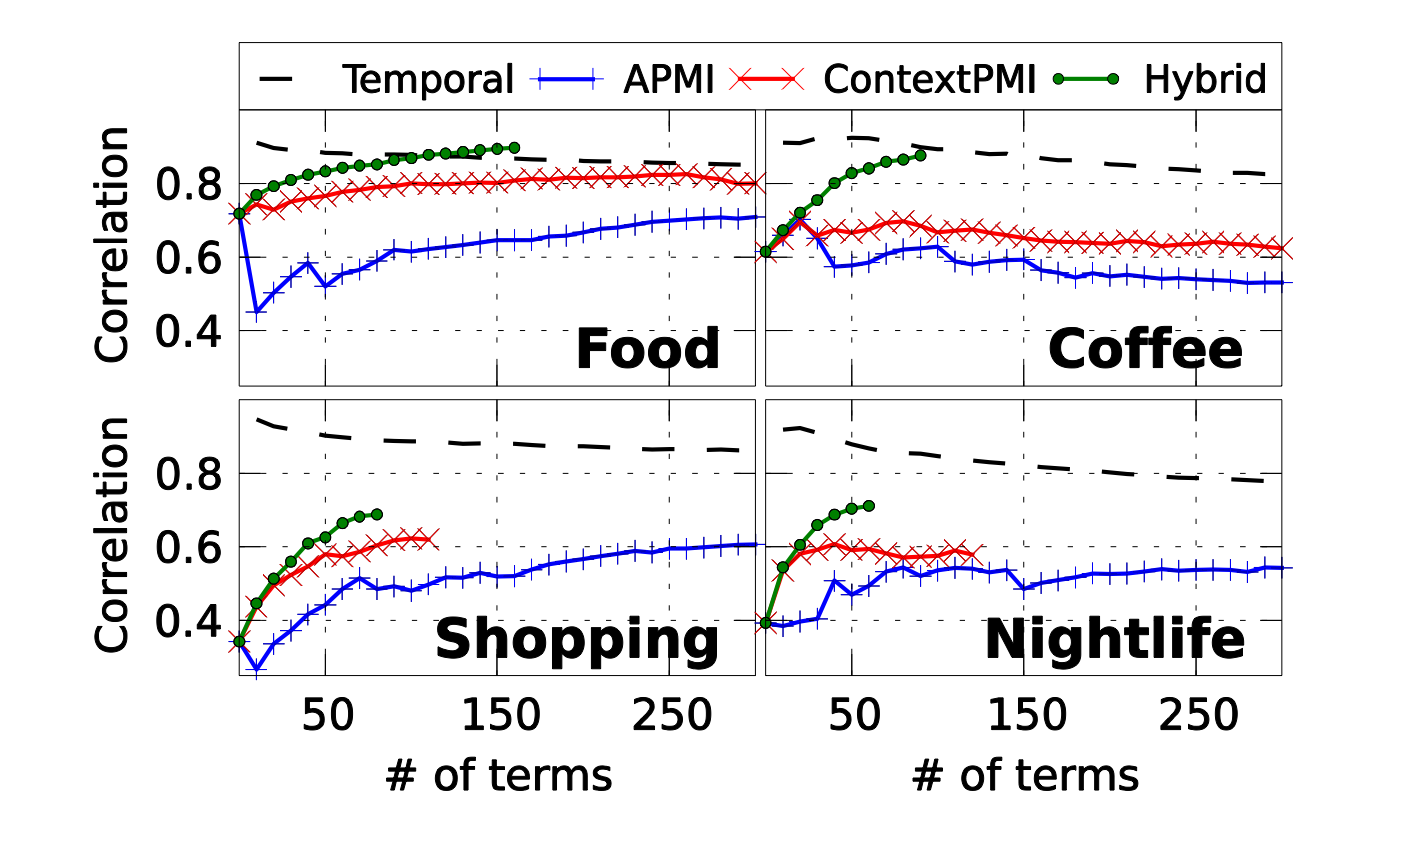 Temporal APMI ContextPMI Hybrid
Correlation
0.8
0.6
0.4
Food
Coffee
Correlation
0.8
0.6
0.4
Shopping
Nightlife
50 150 250 50 150 250
# of terms # of terms